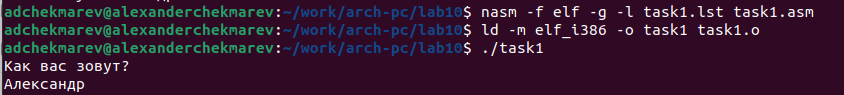 adchekmarev@alexanderchekmarev:~/work/arch-pc/lab10$ nasm -f elf -g -l task1.lst task1.asm
adchekmarev@alexanderchekmarev:~/work/arch-pc/lab10$ ld -m elf_i386 -o task1 task1.o
adchekmarev@alexanderchekmarev:~/work/arch-pc/lab10$ ./task1
Как вас зовут?
Александр